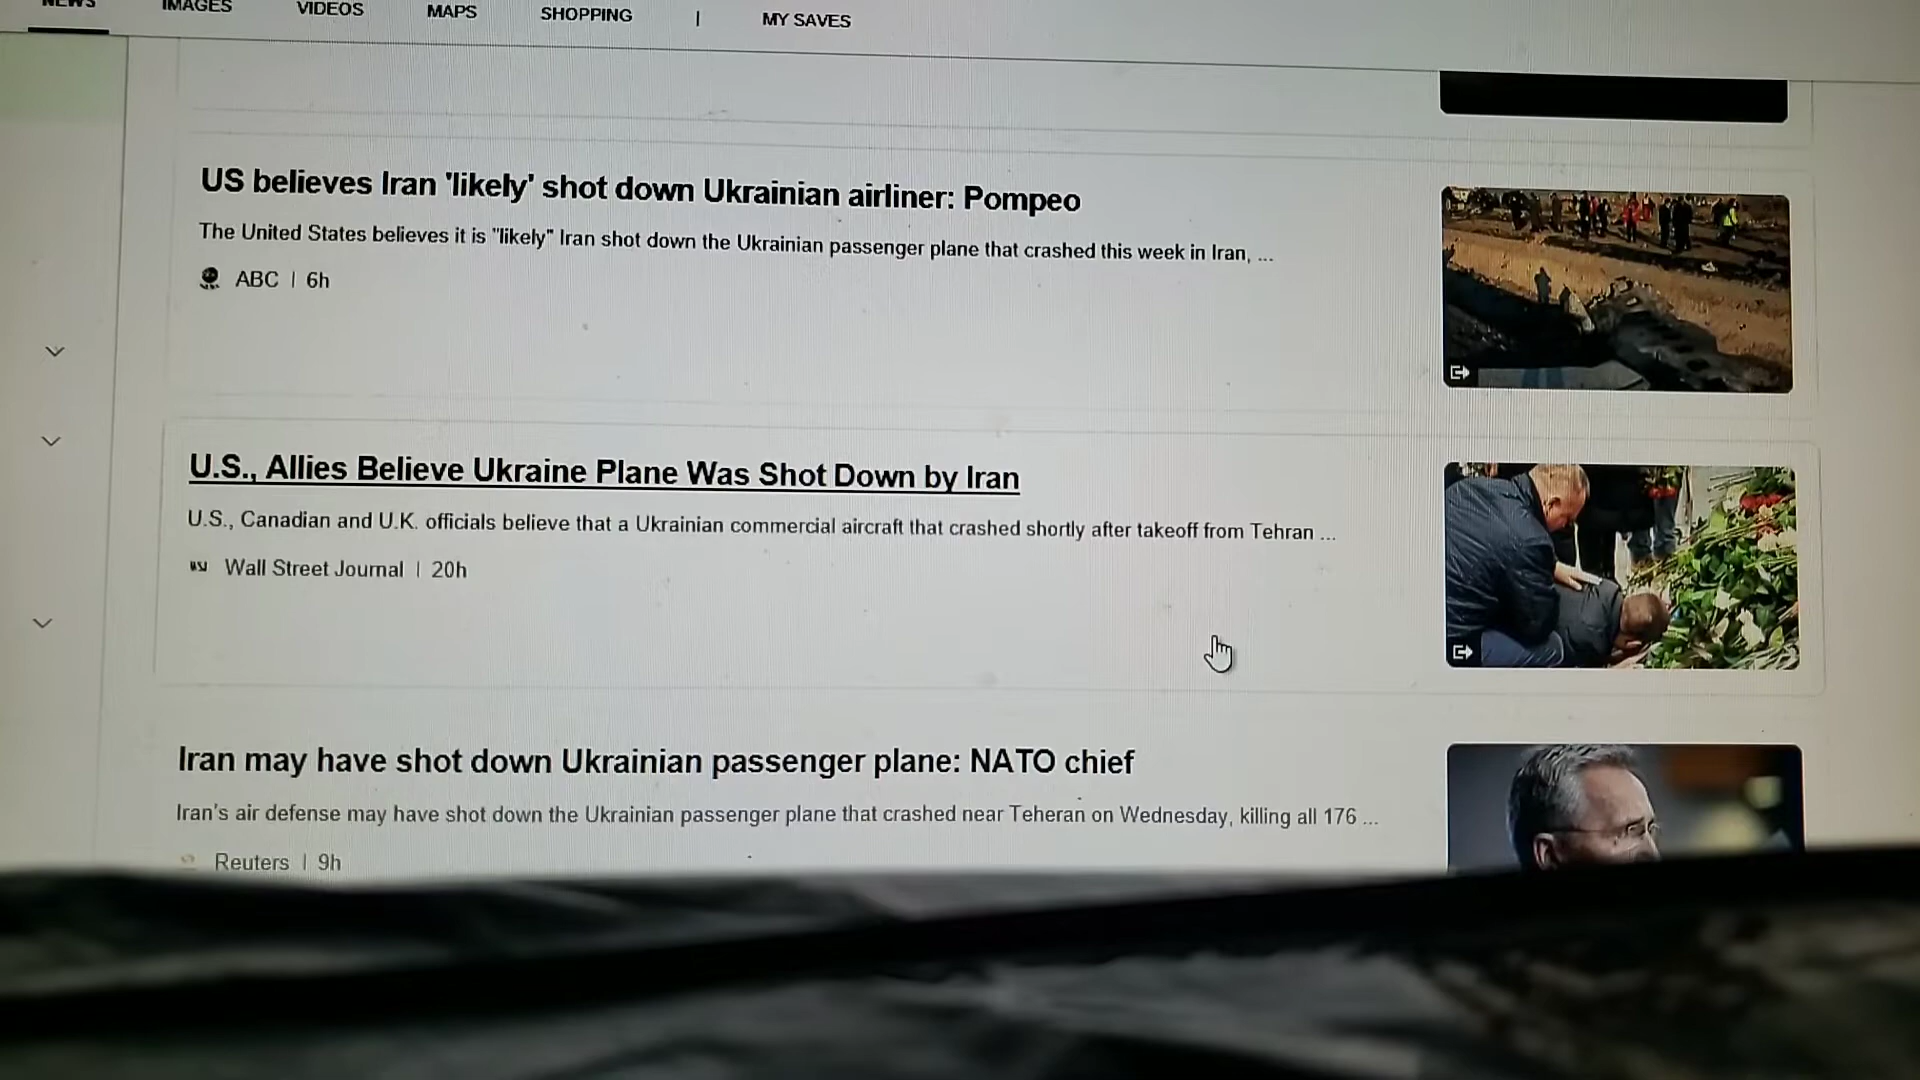 NEWS IMAGES VIDEOS MAPS SHOPPING | MY SAVES
US believes Iran 'likely' shot down Ukrainian airliner: Pompeo
The United States believes it is "likely" Iran shot down the Ukrainian passenger plane that crashed this week in Iran, ...
ABC | 6h
U.S., Allies Believe Ukraine Plane Was Shot Down by Iran
U.S., Canadian and U.K. officials believe that a Ukrainian commercial aircraft that crashed shortly after takeoff from Tehran ...
WSJ Wall Street Journal | 20h
Iran may have shot down Ukrainian passenger plane: NATO chief
Iran's air defense may have shot down the Ukrainian passenger plane that crashed near Teheran on Wednesday, killing all 176 ...
Reuters | 9h